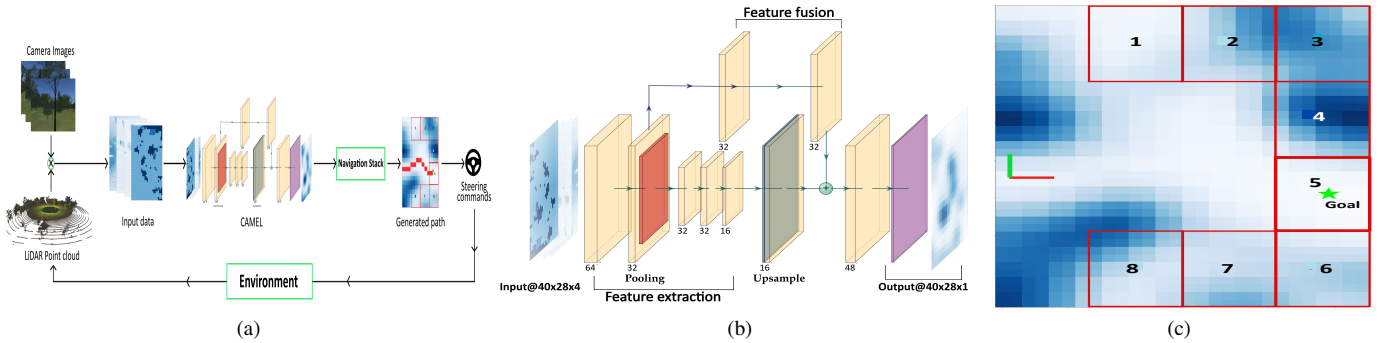 Camera Images
X
LiDAR Point cloud
Input data
CAMEL
Navigation Stack
Generated path
Steering
commands
Environment
(a)
Feature fusion
32
32
32 32 16
64
32
Pooling
16
Upsample
48
Input@40x28x4
Feature extraction
Output@40x28x1
(b)
1 2 3
4
5
Goal
8 7 6
(c)